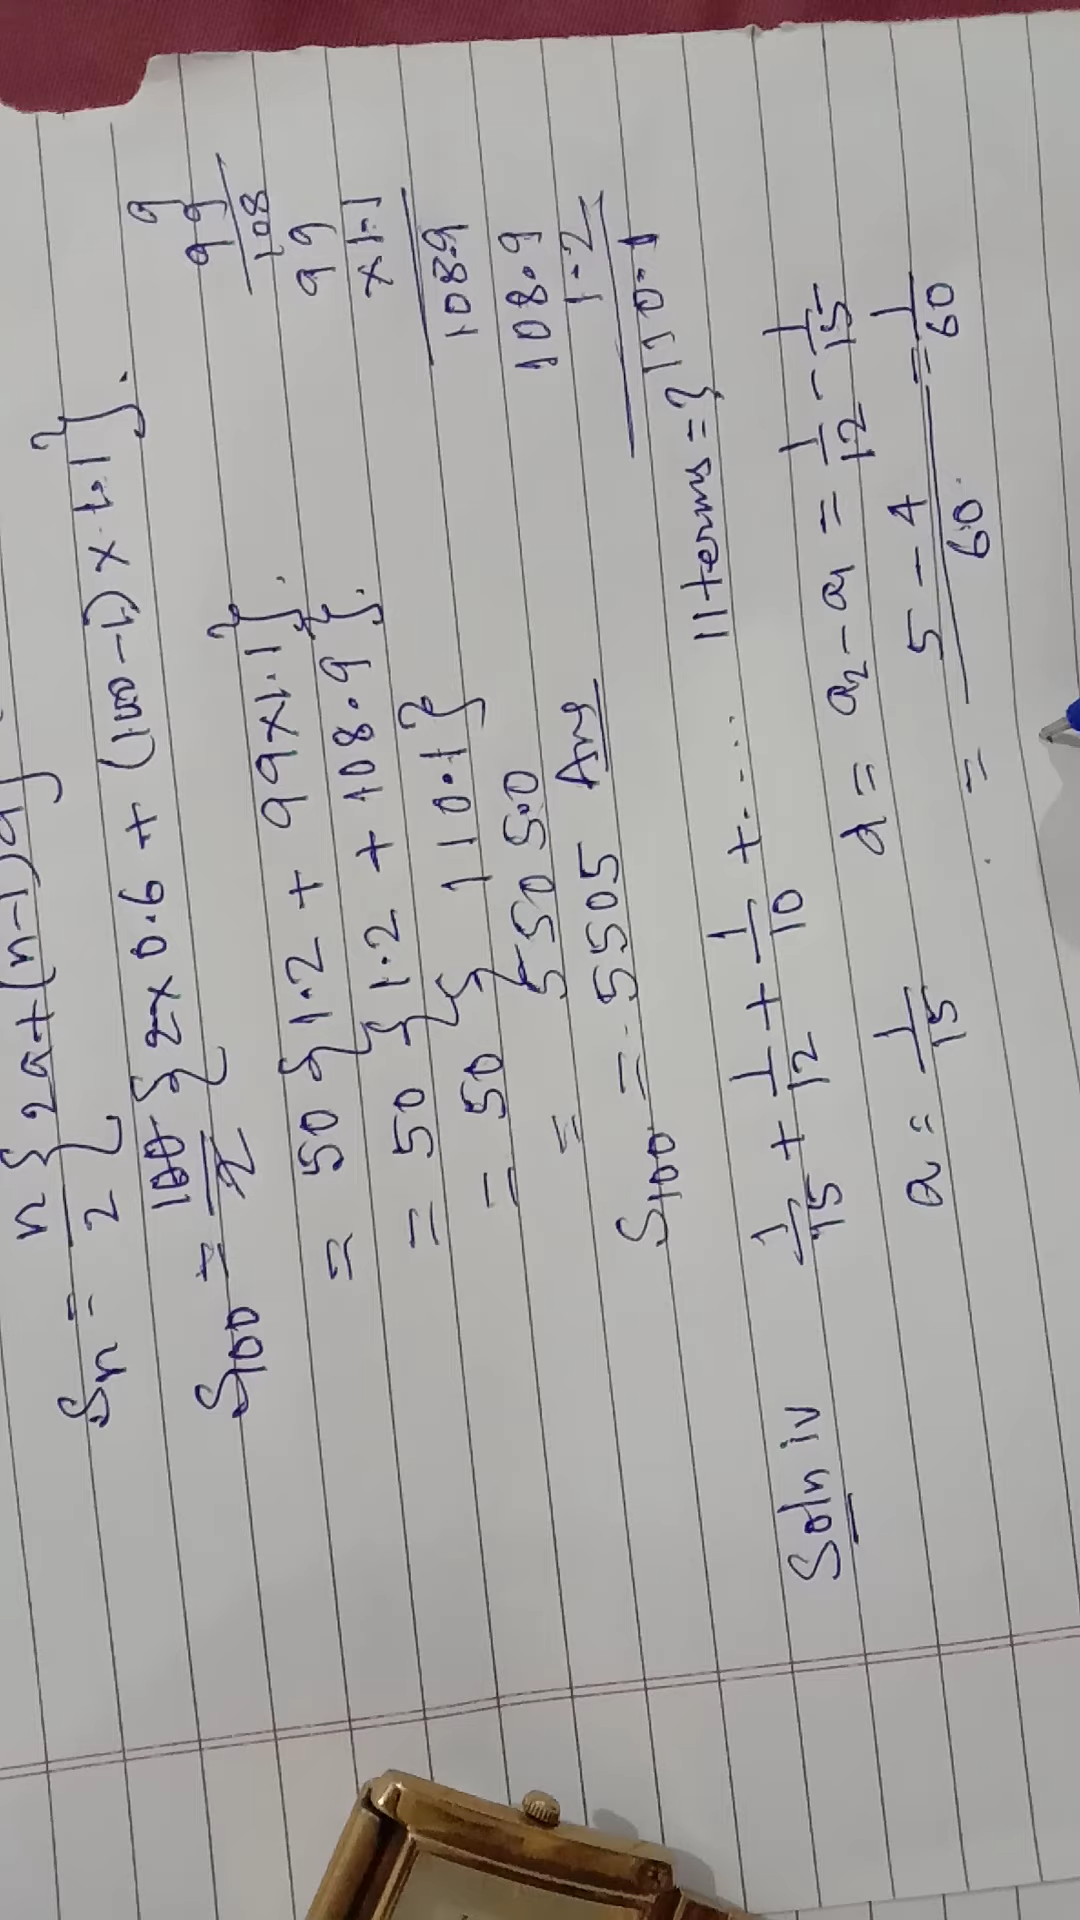 Sn = n/2 {2a+(n-1)d}
S100 = 100/2 {2×0.6 + (100-1)×1.1}.
= 50 {1.2 + 99×1.1}.
= 50 {1.2 + 108.9}.
= 50 { 110.1}
= 5505.0
S100 = 5505 Ans
9
99
108
99
×1.1
108.9
108.9
1.2
110.1
Soln iv 1/15 + 1/12 + 1/10 + ..... 11terms = ?
a = 1/15 d = a2 - a1 = 1/12 - 1/15
= 5 - 4/60 = 1/60